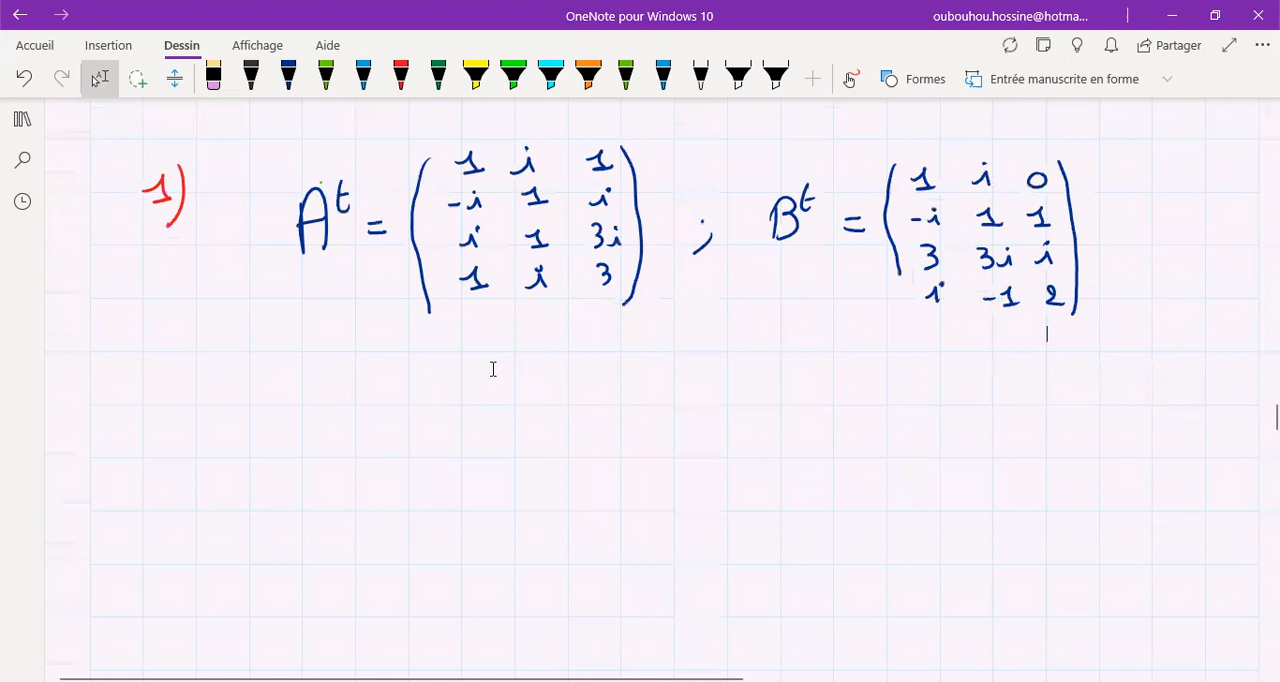 OneNote pour Windows 10
oubouhou.hossine@hotma...
Accueil Insertion Dessin Affichage Aide
Partager
Formes Entrée manuscrite en forme
1) A^t = ( 1 i 1 ; B^t = ( 1 i 0
-i 1 i -i 1 1
i 1 3i 3 3i i
1 i 3 ) i -1 2 )